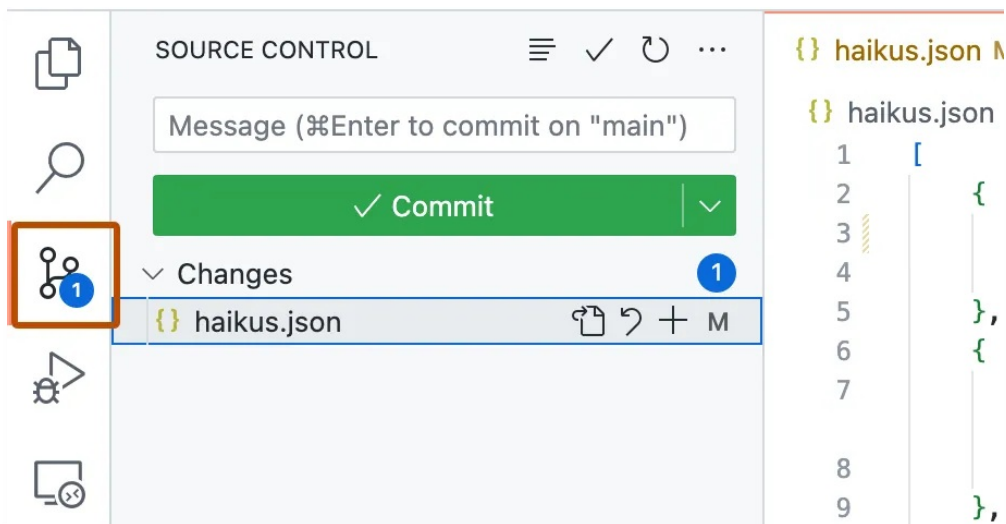 SOURCE CONTROL
Message (⌘Enter to commit on "main")
Commit
1
Changes
1
{} haikus.json
M
{} haikus.json
{} haikus.json
1 [
2 {
3
4
5 },
6 {
7
8
9 },